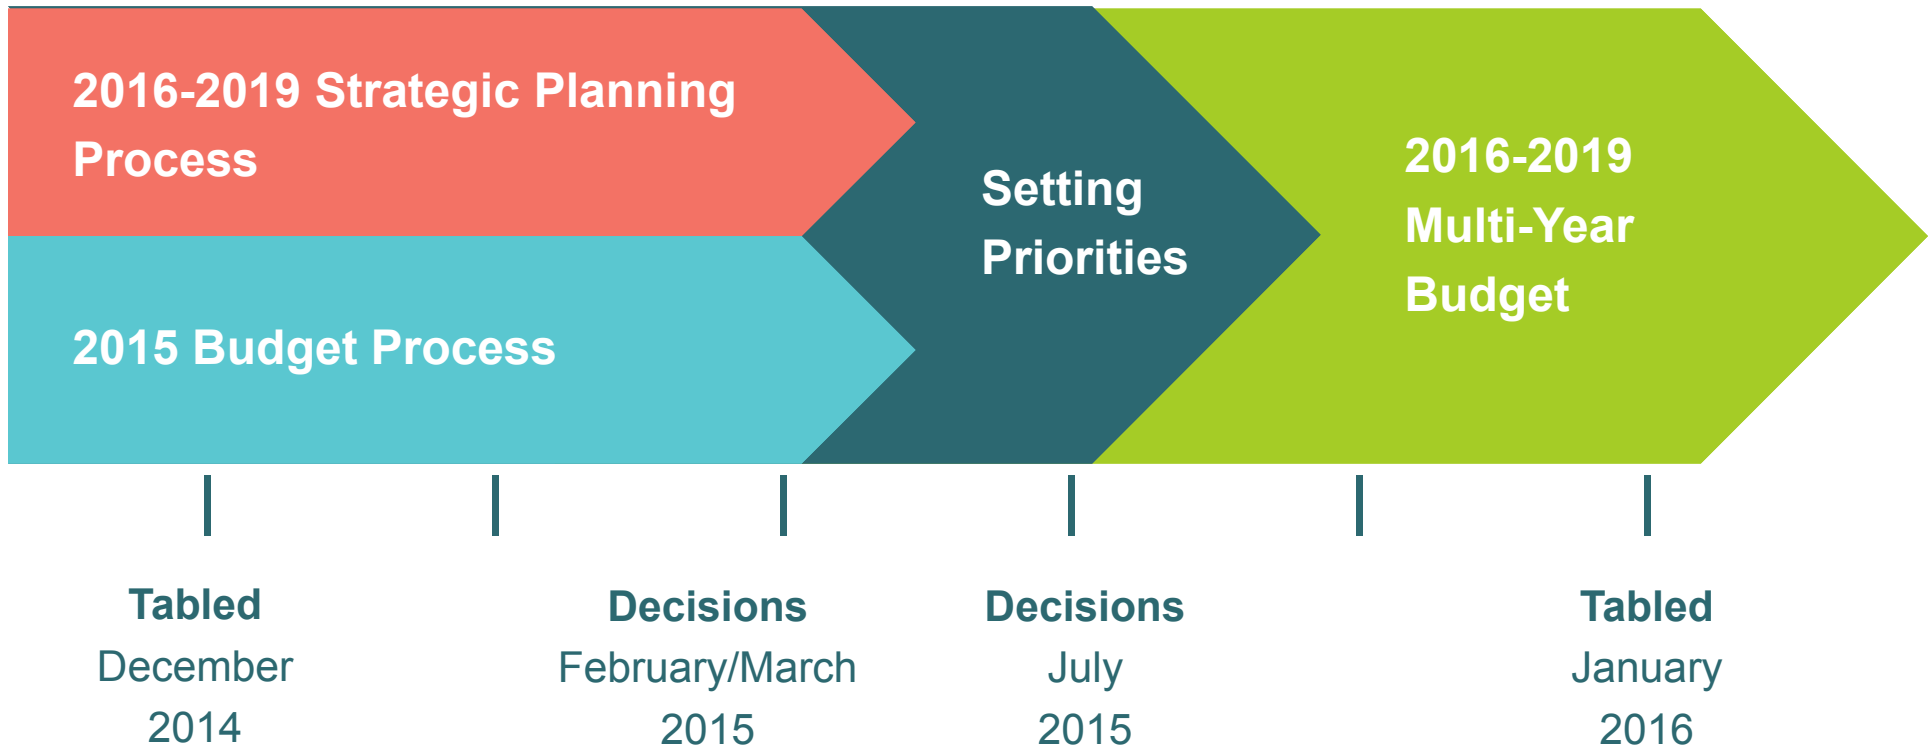 2016-2019 Strategic Planning
Process
2015 Budget Process
Setting
Priorities
2016-2019
Multi-Year
Budget
Tabled
December
2014
Decisions
February/March
2015
Decisions
July
2015
Tabled
January
2016